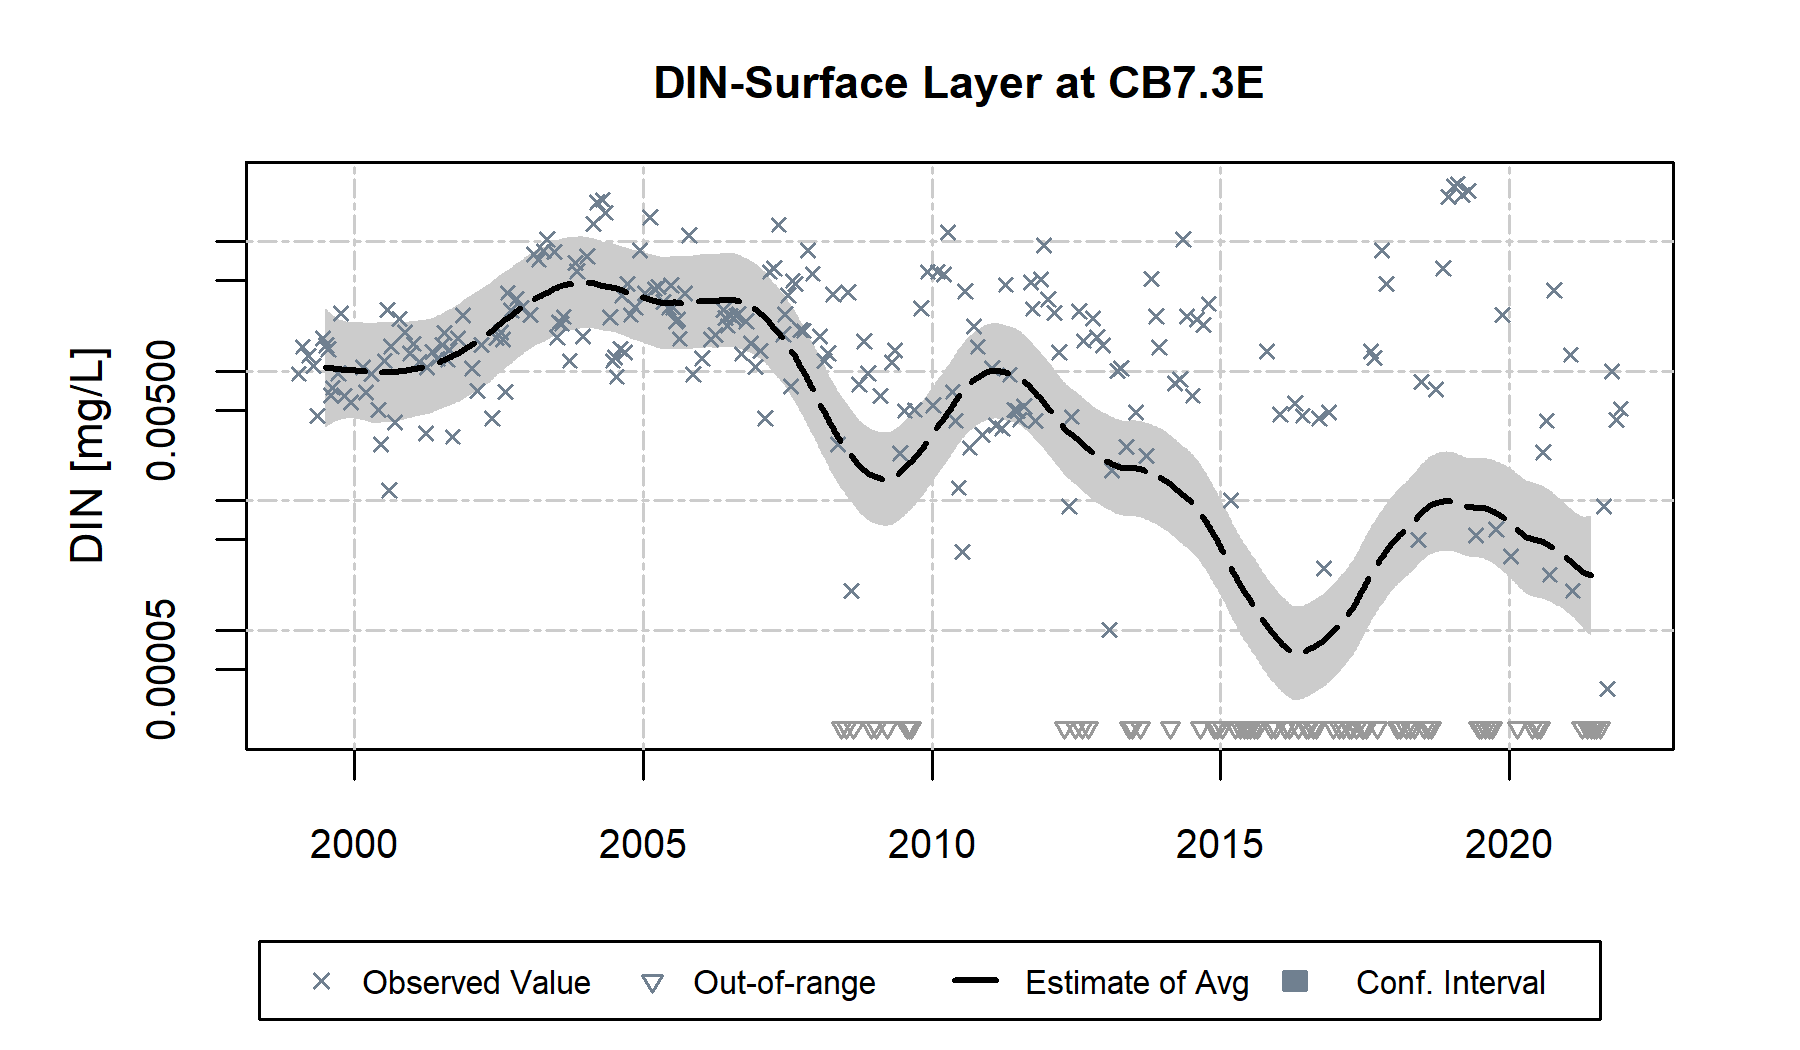 DIN-Surface Layer at CB7.3E
DIN [mg/L]
0.00500
0.00005
2000 2005 2010 2015 2020
Observed Value Out-of-range Estimate of Avg Conf. Interval